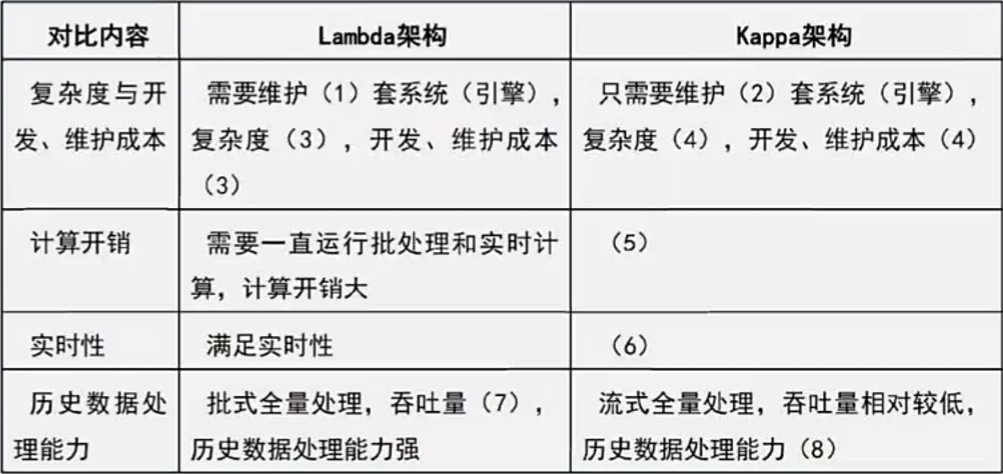 对比内容 Lambda架构 Kappa架构
复杂度与开发、维护成本
需要维护（1）套系统（引擎），
复杂度（3），开发、维护成本
（3）
只需要维护（2）套系统（引擎），
复杂度（4），开发、维护成本（4）
计算开销
需要一直运行批处理和实时计
算，计算开销大
（5）
实时性
满足实时性
（6）
历史数据处
理能力
批式全量处理，吞吐量（7），
历史数据处理能力强
流式全量处理，吞吐量相对较低，
历史数据处理能力（8）